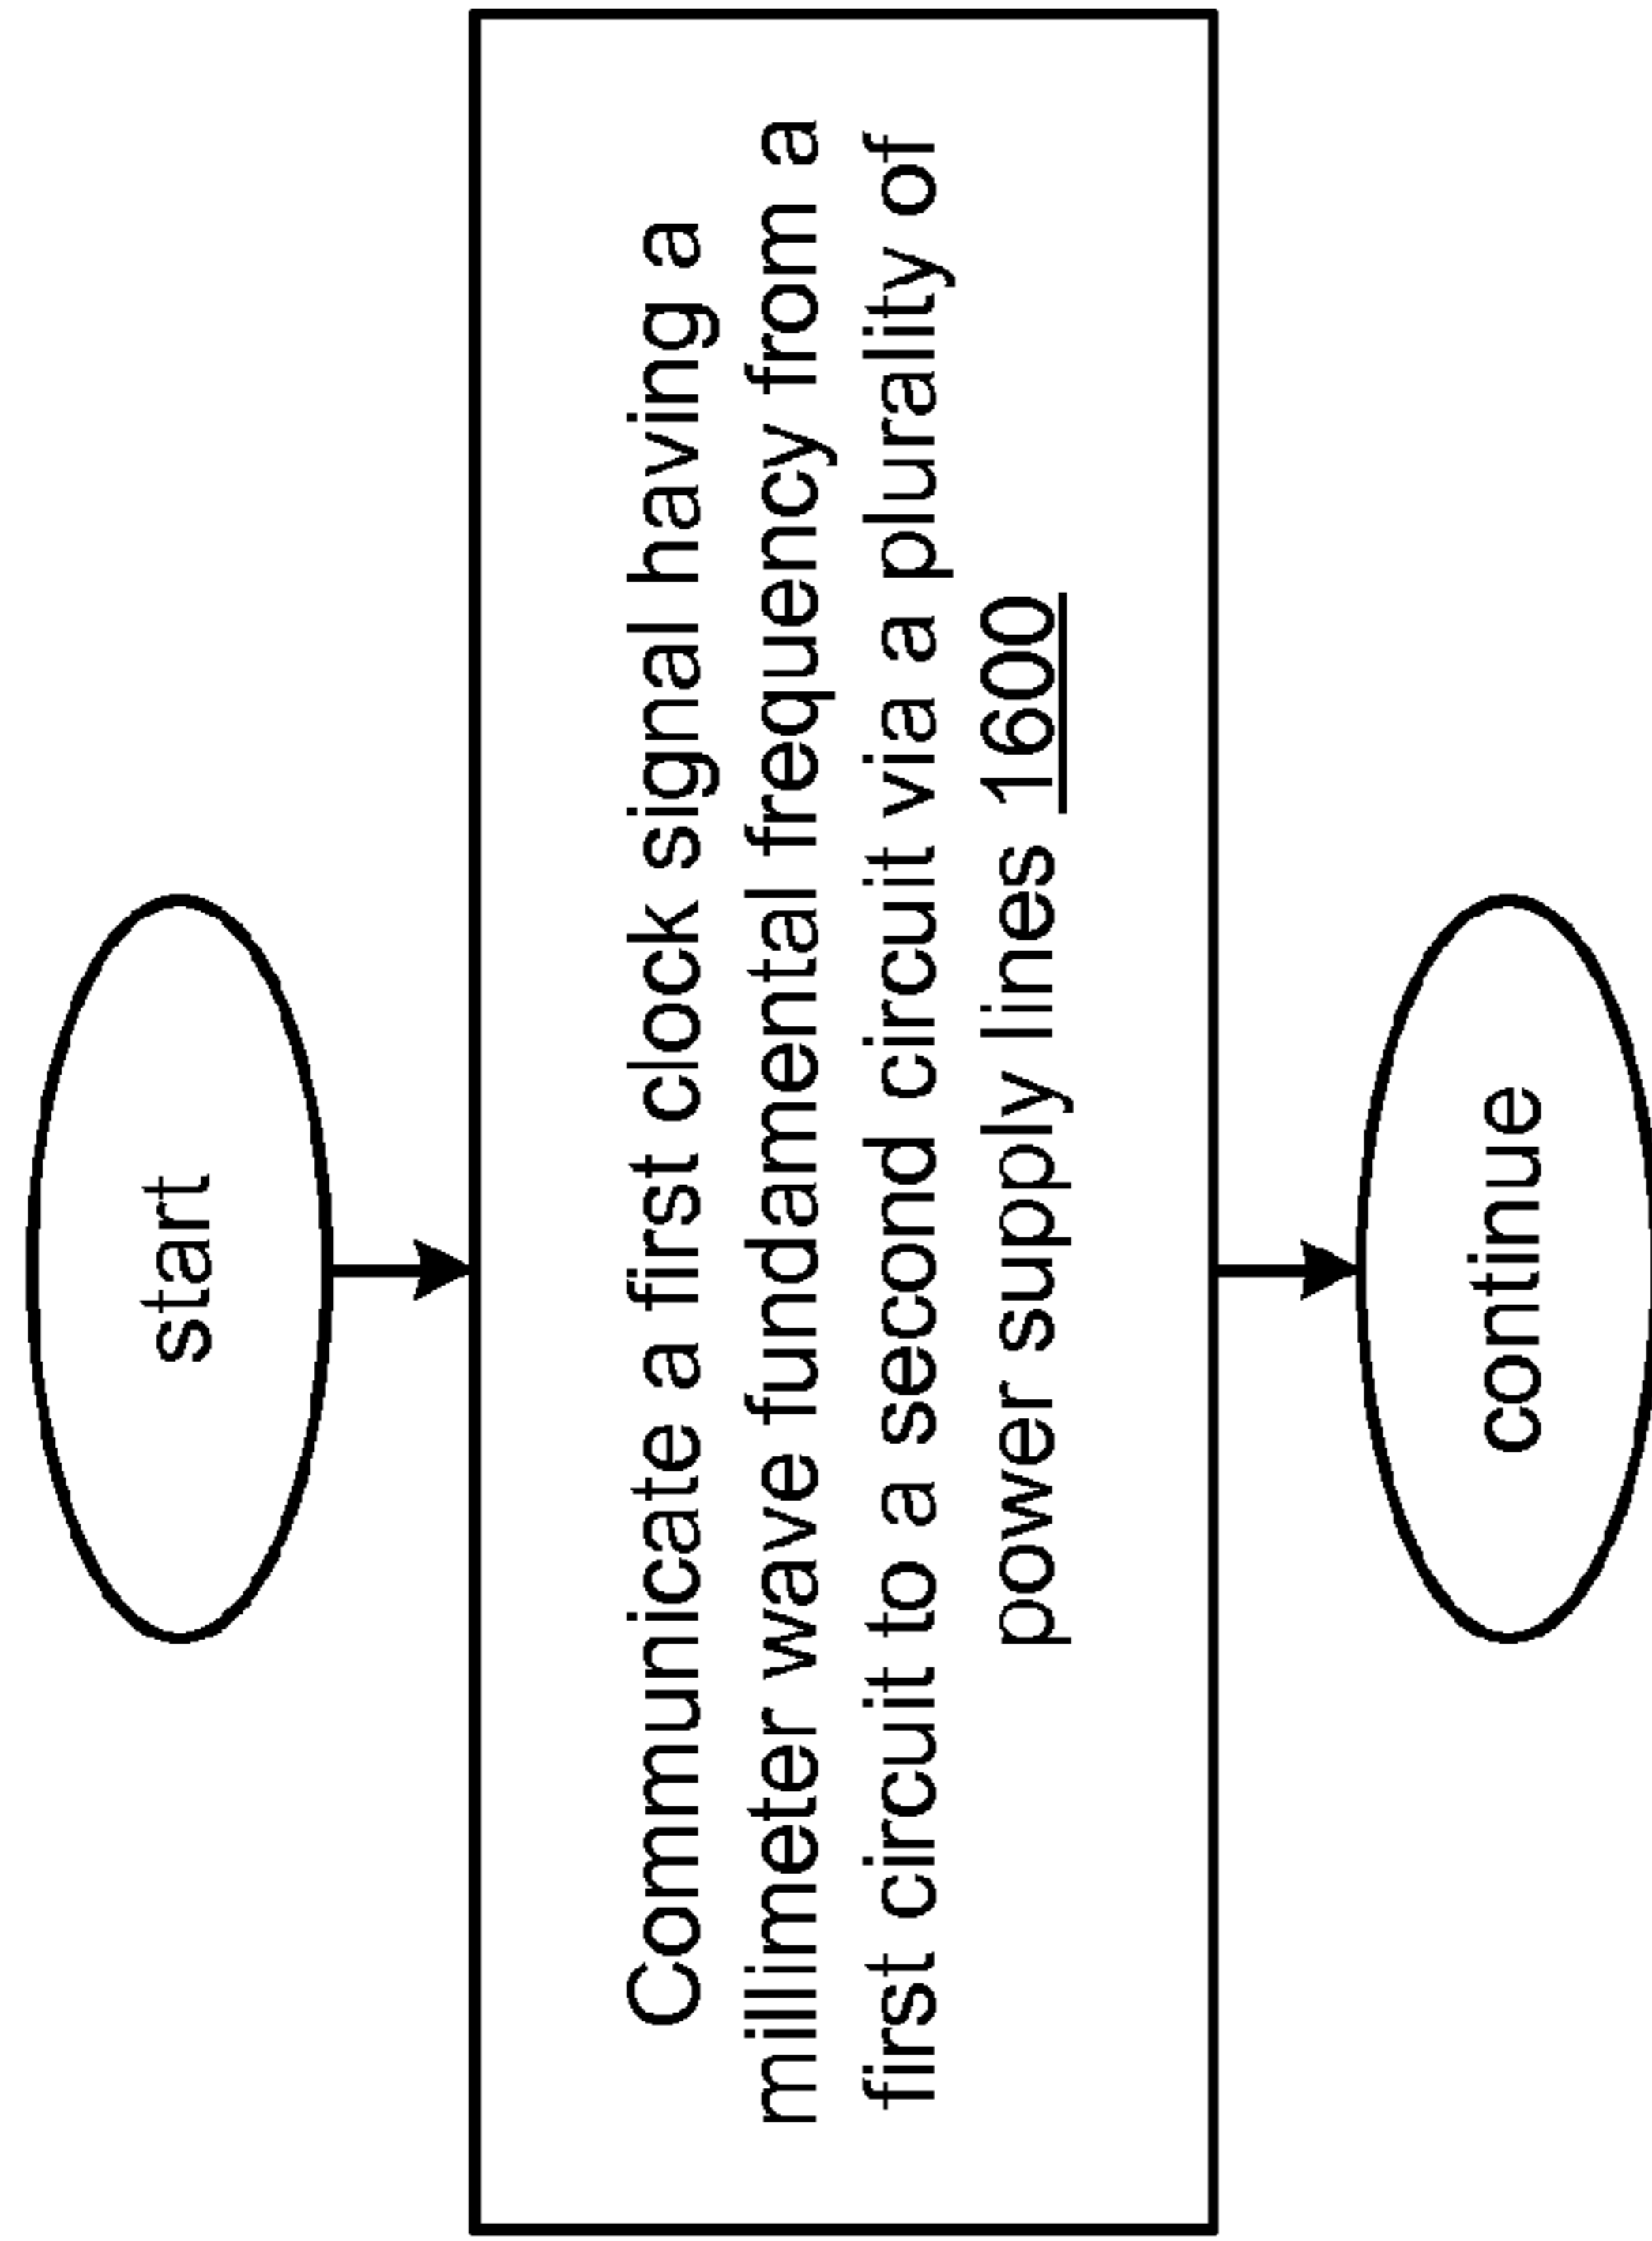 start
Communicate a first clock signal having a
millimeter wave fundamental frequency from a
first circuit to a second circuit via a plurality of
power supply lines 1600
continue